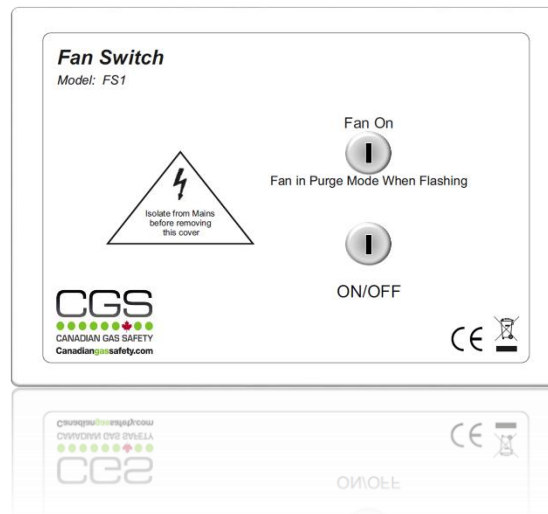 Fan Switch
Model: FS1
Fan On
Fan in Purge Mode When Flashing
Isolate from Mains
before removing
this cover
ON/OFF
CGS
CANADIAN GAS SAFETY
Canadiangassafety.com
CE